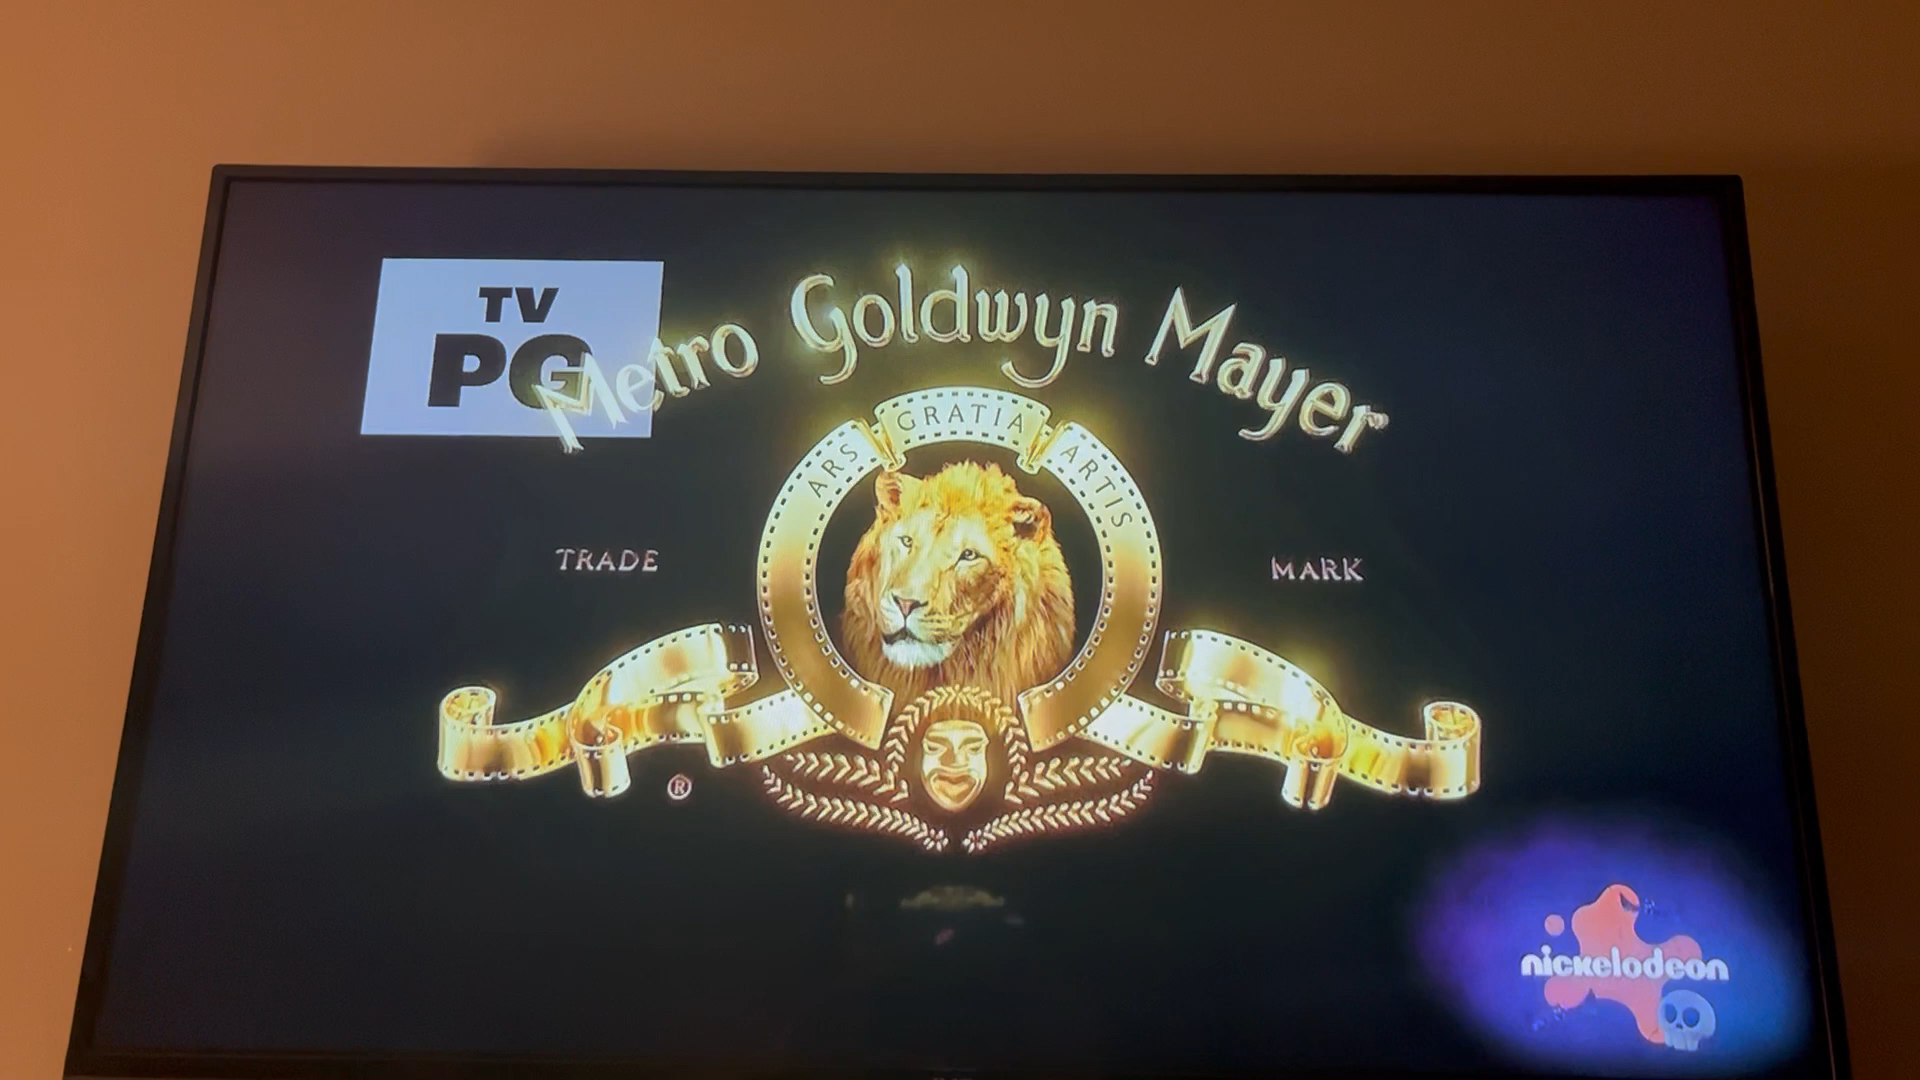 TV
PG
Metro Goldwyn Mayer
ARS GRATIA ARTIS
TRADE MARK
®
nickelodeon